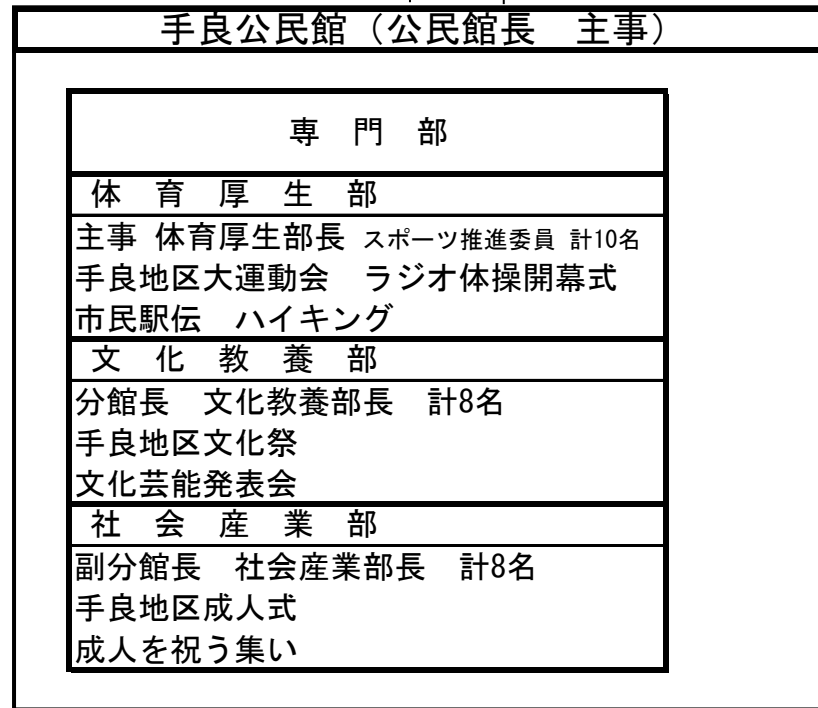 手良公民館（公民館長　主事）
専　門　部
体　育　厚　生　部
主事 体育厚生部長 スポーツ推進委員 計10名
手良地区大運動会　ラジオ体操開幕式
市民駅伝　ハイキング
文　化　教　養　部
分館長　文化教養部長　計8名
手良地区文化祭
文化芸能発表会
社　会　産　業　部
副分館長　社会産業部長　計8名
手良地区成人式
成人を祝う集い